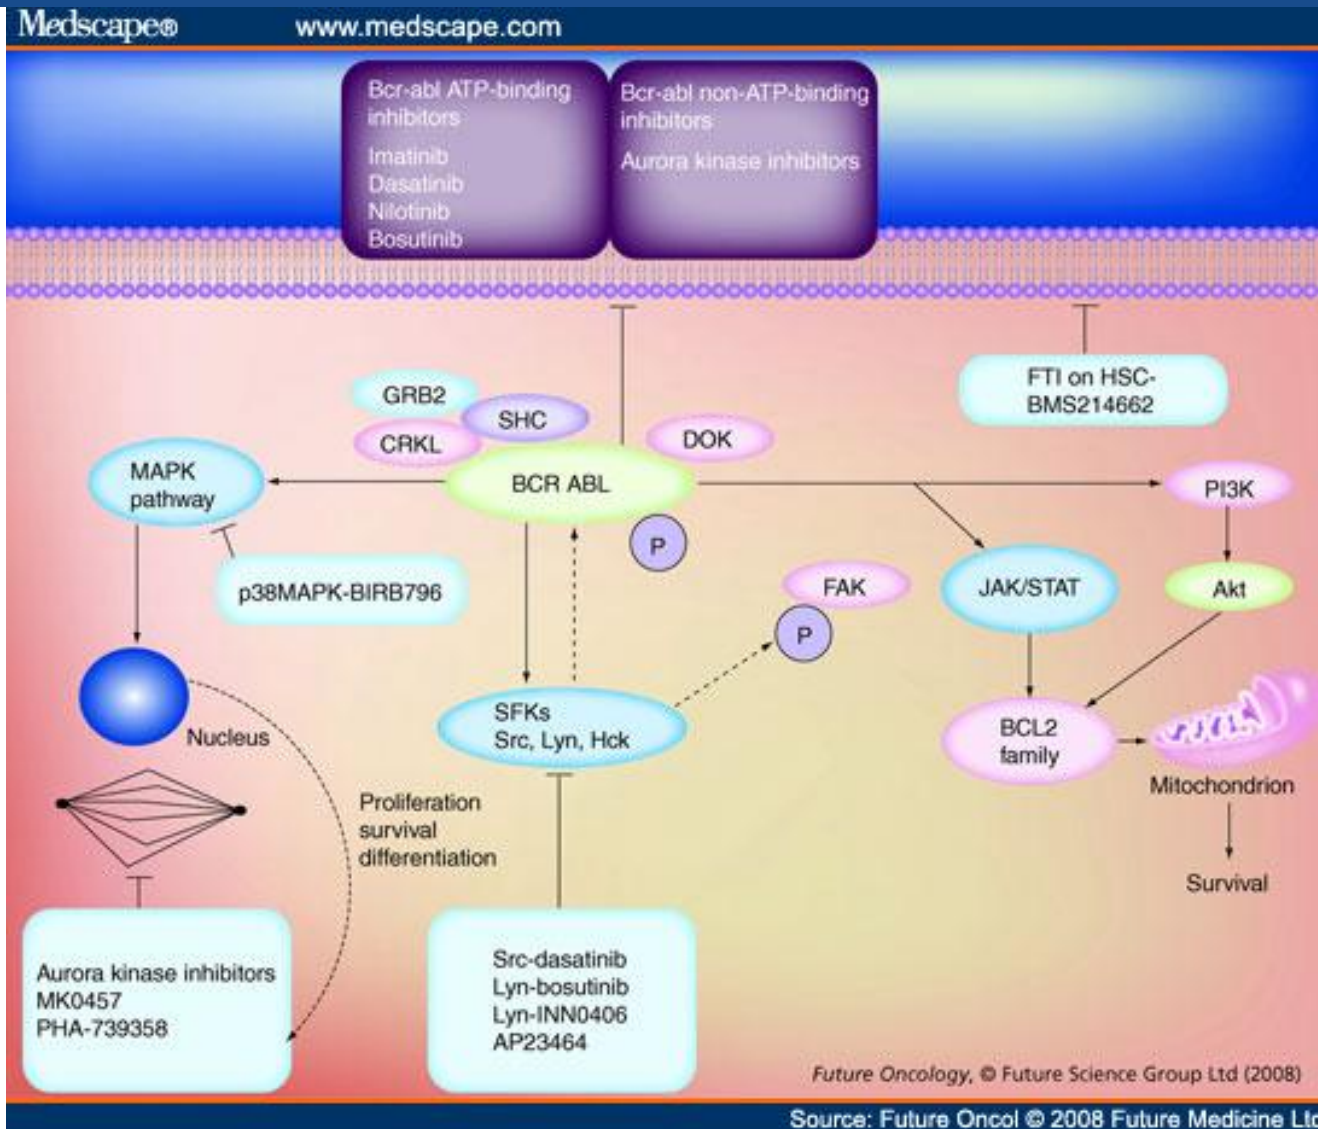 Medscape® www.medscape.com
Bcr-abl ATP-binding
inhibitors
Imatinib
Dasatinib
Nilotinib
Bosutinib
Bcr-abl non-ATP-binding
inhibitors
Aurora kinase inhibitors
FTI on HSC-
BMS214662
GRB2
SHC
CRKL
DOK
MAPK
pathway
BCR ABL
PI3K
P
p38MAPK-BIRB796
FAK
P
JAK/STAT
Akt
SFKs
Src, Lyn, Hck
Nucleus
BCL2
family
Mitochondrion
Proliferation
survival
differentiation
Survival
Aurora kinase inhibitors
MK0457
PHA-739358
Src-dasatinib
Lyn-bosutinib
Lyn-INN0406
AP23464
Future Oncology, © Future Science Group Ltd (2008)
Source: Future Oncol © 2008 Future Medicine Ltd